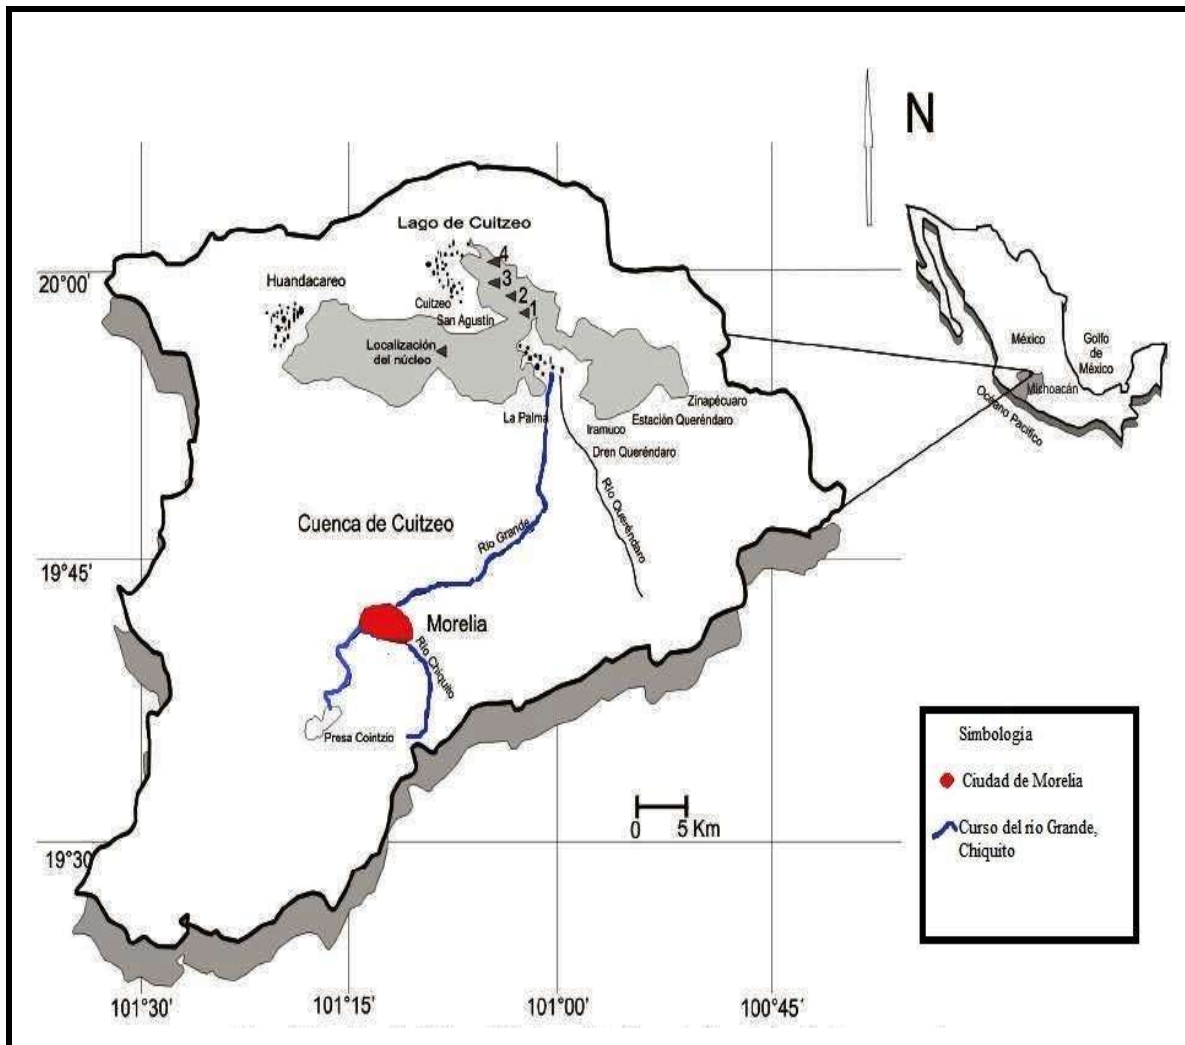 N
Lago de Cuitzeo
4
20°00'
Huandacareo
3
Cuitzeo
2
San Agustín
1
Localización
del núcleo
México
Golfo
de
México
Michoacán
Océano Pacífico
Zinapécuaro
La Palma
Estación Queréndaro
Iramuco
Dren Queréndaro
Río Queréndaro
Cuenca de Cuitzeo
Río Grande
19°45'
Morelia
Río Chiquito
Presa Cointzio
Simbología
Ciudad de Morelia
Curso del río Grande,
Chiquito
0 5 Km
19°30
101°30'
101°15'
101°00'
100°45'